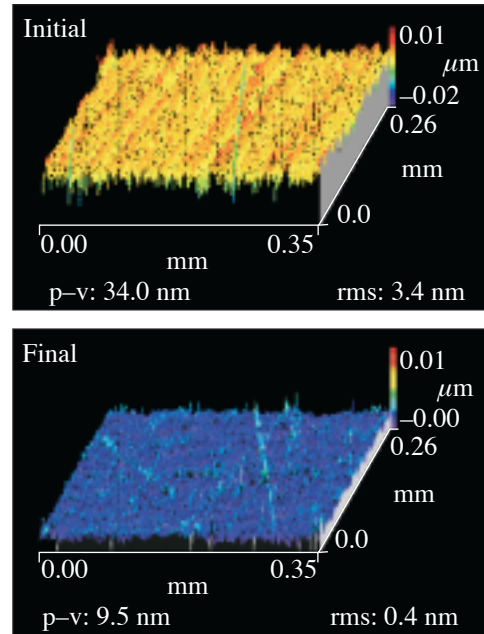 Initial
0.01
μm
–0.02
0.26
mm
0.0
0.00 0.35
mm
p–v: 34.0 nm rms: 3.4 nm
Final
0.01
μm
–0.00
0.26
mm
0.0
0.00 0.35
mm
p–v: 9.5 nm rms: 0.4 nm